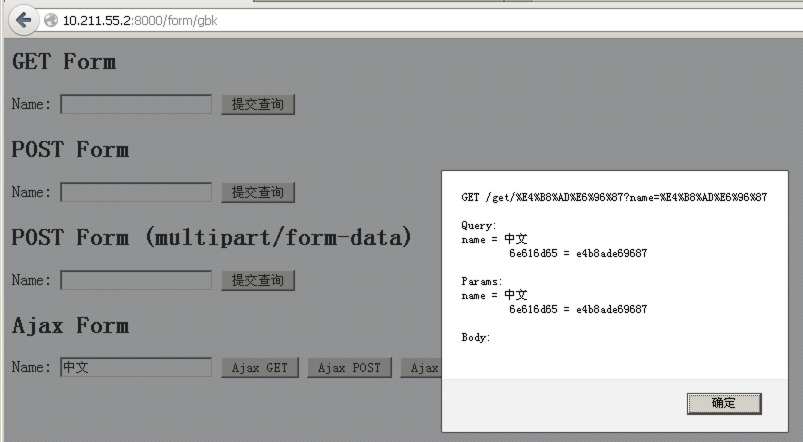 10.211.55.2:8000/form/gbk
GET Form
Name: 提交查询
POST Form
Name: 提交查询
POST Form (multipart/form-data)
Name: 提交查询
Ajax Form
Name: 中文 Ajax GET Ajax POST Ajax
GET /get/%E4%B8%AD%E6%96%87?name=%E4%B8%AD%E6%96%87
Query:
name = 中文
6e616d65 = e4b8ade69687
Params:
name = 中文
6e616d65 = e4b8ade69687
Body:
确定